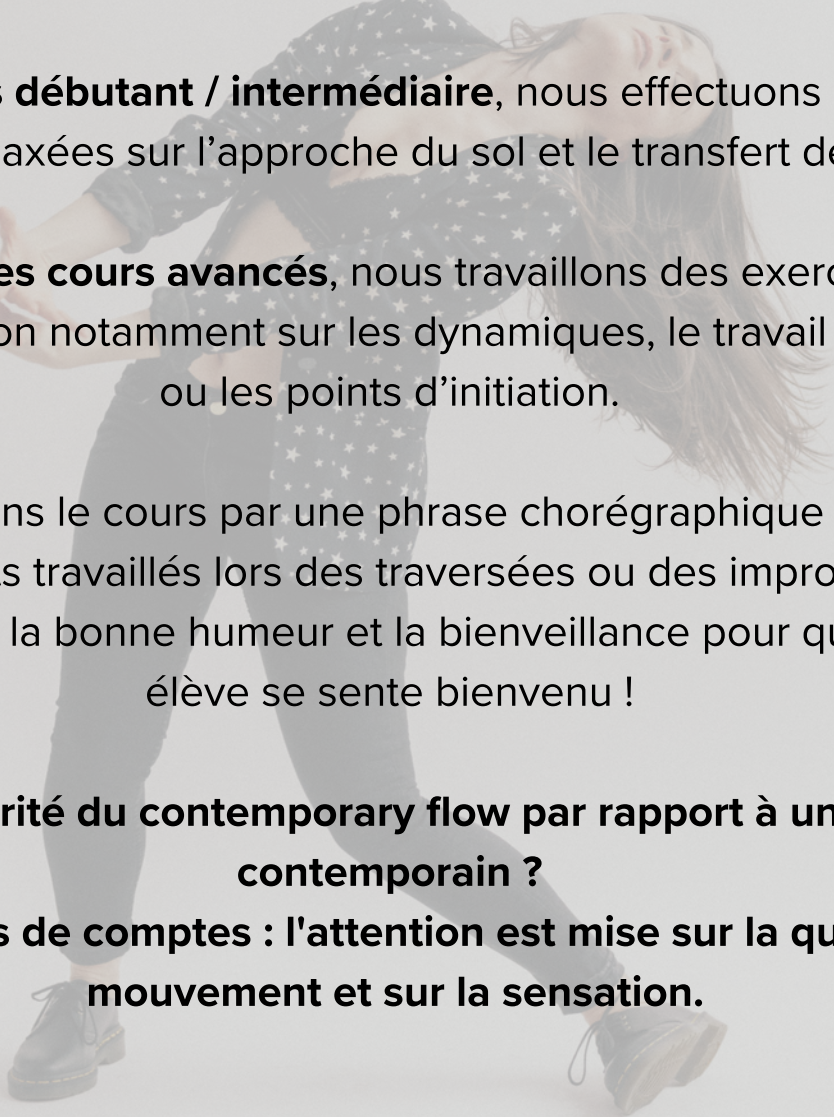 s débutant / intermédiaire, nous effectuons
axées sur l’approche du sol et le transfert de
es cours avancés, nous travaillons des exerc
on notamment sur les dynamiques, le travail
ou les points d’initiation.
ns le cours par une phrase chorégraphique
ts travaillés lors des traversées ou des impro
la bonne humeur et la bienveillance pour qu
élève se sente bienvenu !
rité du contemporary flow par rapport à un
contemporain ?
s de comptes : l'attention est mise sur la qu
mouvement et sur la sensation.